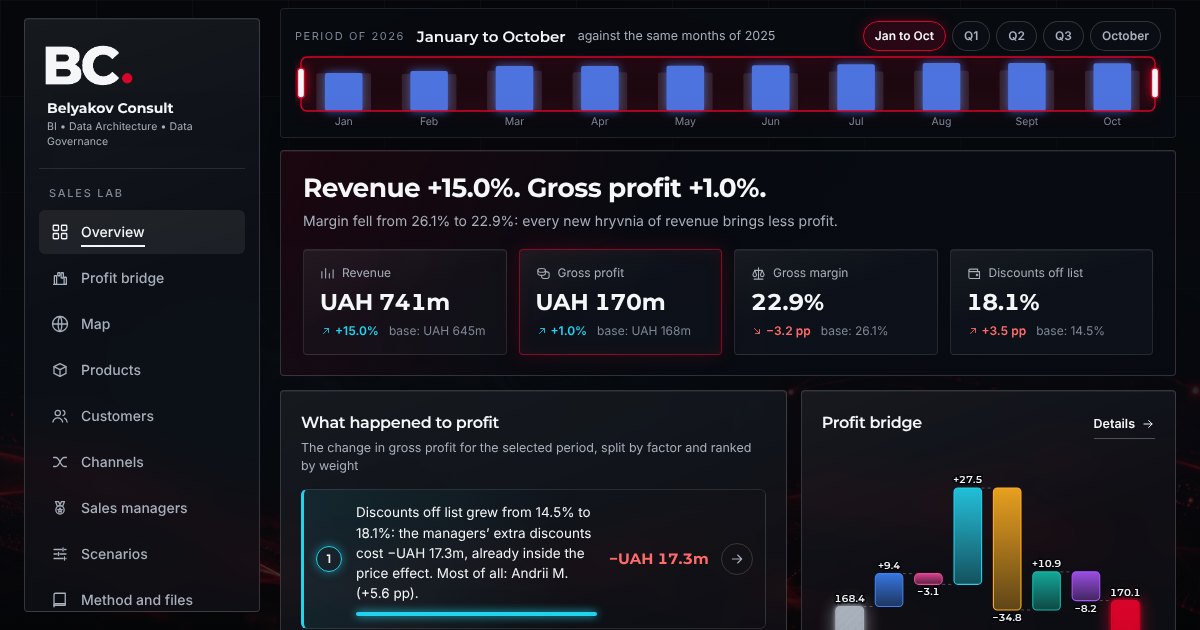 BC.
Belyakov Consult
BI • Data Architecture • Data
Governance
SALES LAB
Overview
Profit bridge
Map
Products
Customers
Channels
Sales managers
Scenarios
Method and files
PERIOD OF 2026 January to October against the same months of 2025
Jan to Oct Q1 Q2 Q3 October
Jan Feb Mar Apr May Jun Jul Aug Sept Oct
Revenue +15.0%. Gross profit +1.0%.
Margin fell from 26.1% to 22.9%: every new hryvnia of revenue brings less profit.
Revenue
UAH 741m
↗ +15.0% base: UAH 645m
Gross profit
UAH 170m
↗ +1.0% base: UAH 168m
Gross margin
22.9%
↘ −3.2 pp base: 26.1%
Discounts off list
18.1%
↗ +3.5 pp base: 14.5%
What happened to profit
The change in gross profit for the selected period, split by factor and ranked
by weight
1
Discounts off list grew from 14.5% to
18.1%: the managers’ extra discounts
cost −UAH 17.3m, already inside the
price effect. Most of all: Andrii M.
(+5.6 pp).
−UAH 17.3m →
Profit bridge
Details →
168.4
+9.4
−3.1
+27.5
−34.8
+10.9
−8.2
170.1